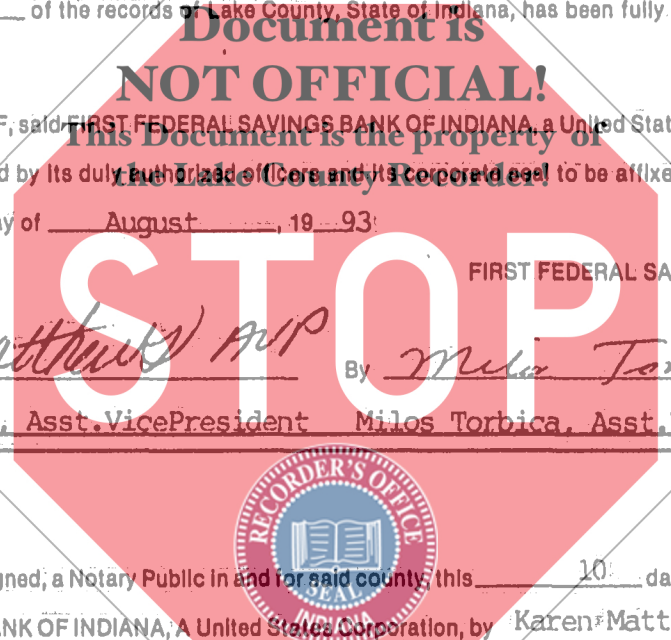 of the records of Lake County, State of Indiana, has been fully
Document is
NOT OFFICIAL!
F, said FIRST FEDERAL SAVINGS BANK OF INDIANA, a United Stat
This Document is the property of
d by its duly authorized officers and its corporate seal to be affixe
the Lake County Recorder!
y of August, 19 93
STOP
FIRST FEDERAL SA
AVP By Milos Tor
, Asst.VicePresident Milos Torbica, Asst.
RECORDER'S OFFICE
SEAL
gned, a Notary Public in and for said county, this 10 da
NK OF INDIANA, A United States Corporation, by Karen Matt